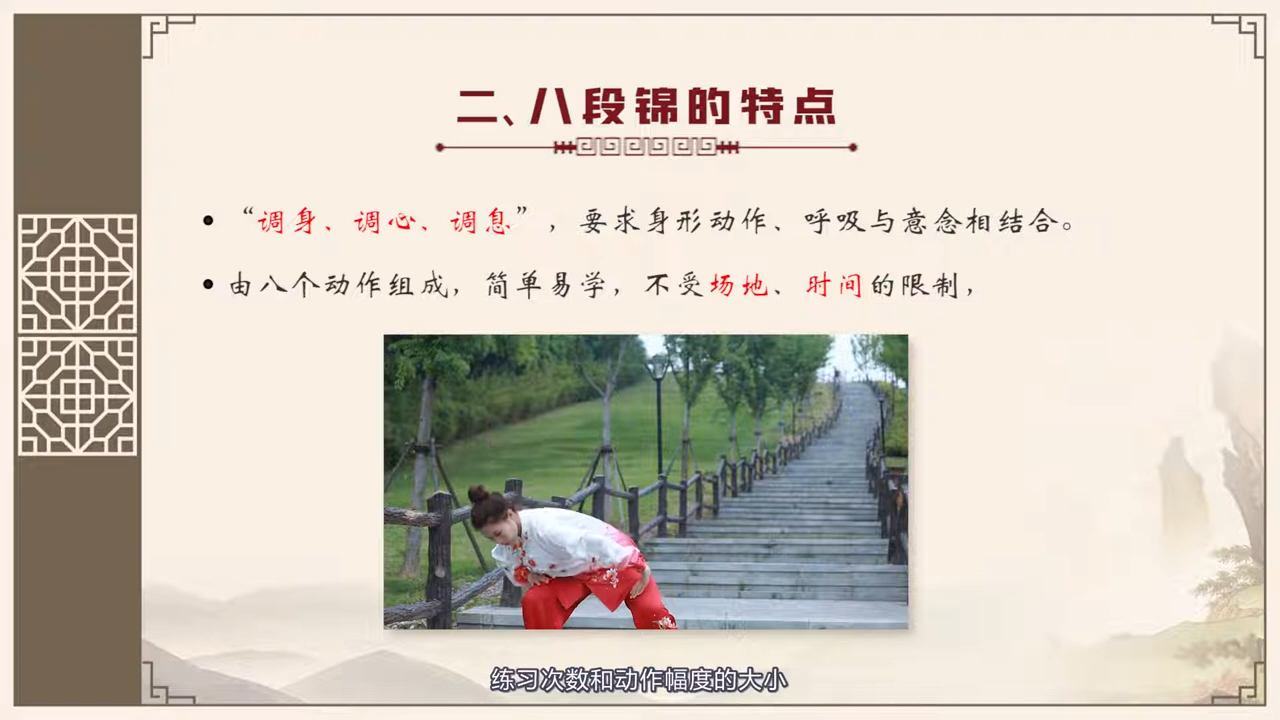 二、八段锦的特点
“调身、调心、调息”，要求身形动作、呼吸与意念相结合。
由八个动作组成，简单易学，不受场地、时间的限制，
练习次数和动作幅度的大小